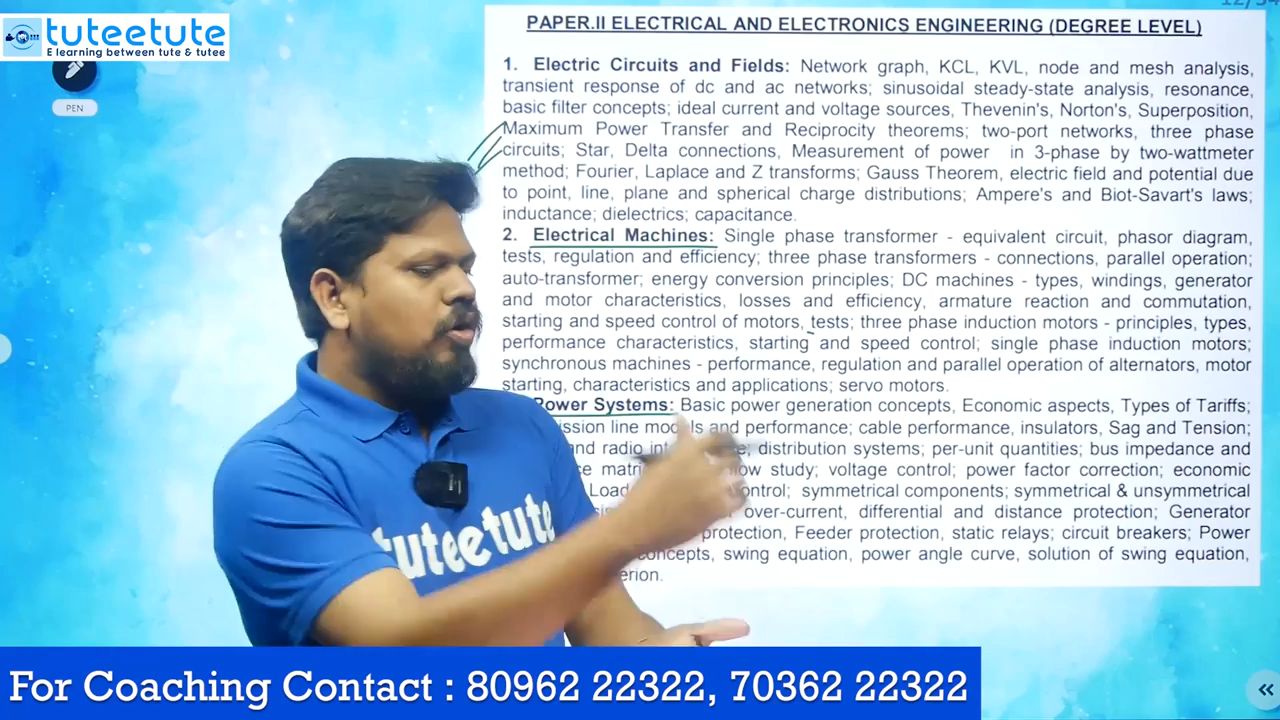 12/34
tuteetute
E learning between tute & tutee
PEN
PAPER.II ELECTRICAL AND ELECTRONICS ENGINEERING (DEGREE LEVEL)
1. Electric Circuits and Fields: Network graph, KCL, KVL, node and mesh analysis,
transient response of dc and ac networks; sinusoidal steady-state analysis, resonance,
basic filter concepts; ideal current and voltage sources, Thevenin's, Norton's, Superposition,
Maximum Power Transfer and Reciprocity theorems; two-port networks, three phase
circuits; Star, Delta connections, Measurement of power in 3-phase by two-wattmeter
method; Fourier, Laplace and Z transforms; Gauss Theorem, electric field and potential due
to point, line, plane and spherical charge distributions; Ampere's and Biot-Savart's laws;
inductance; dielectrics; capacitance.
2. Electrical Machines: Single phase transformer - equivalent circuit, phasor diagram,
tests, regulation and efficiency; three phase transformers - connections, parallel operation;
auto-transformer; energy conversion principles; DC machines - types, windings, generator
and motor characteristics, losses and efficiency, armature reaction and commutation,
starting and speed control of motors, tests; three phase induction motors - principles, types,
performance characteristics, starting and speed control; single phase induction motors;
synchronous machines - performance, regulation and parallel operation of alternators, motor
starting, characteristics and applications; servo motors.
Power Systems: Basic power generation concepts, Economic aspects, Types of Tariffs;
line models and performance; cable performance, insulators, Sag and Tension;
and radio distribution systems; per-unit quantities; bus impedance and
flow study; voltage control; power factor correction; economic
Load symmetrical components; symmetrical & unsymmetrical
over-current, differential and distance protection; Generator
protection, Feeder protection, static relays; circuit breakers; Power
concepts, swing equation, power angle curve, solution of swing equation,
tuteetute
For Coaching Contact : 80962 22322, 70362 22322